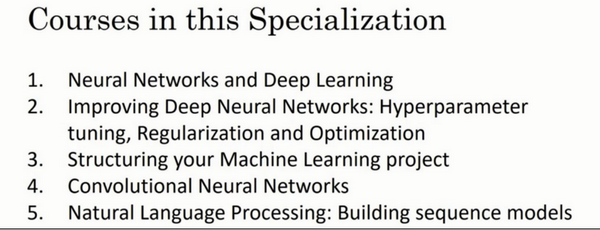 Courses in this Specialization
1. Neural Networks and Deep Learning
2. Improving Deep Neural Networks: Hyperparameter
tuning, Regularization and Optimization
3. Structuring your Machine Learning project
4. Convolutional Neural Networks
5. Natural Language Processing: Building sequence models